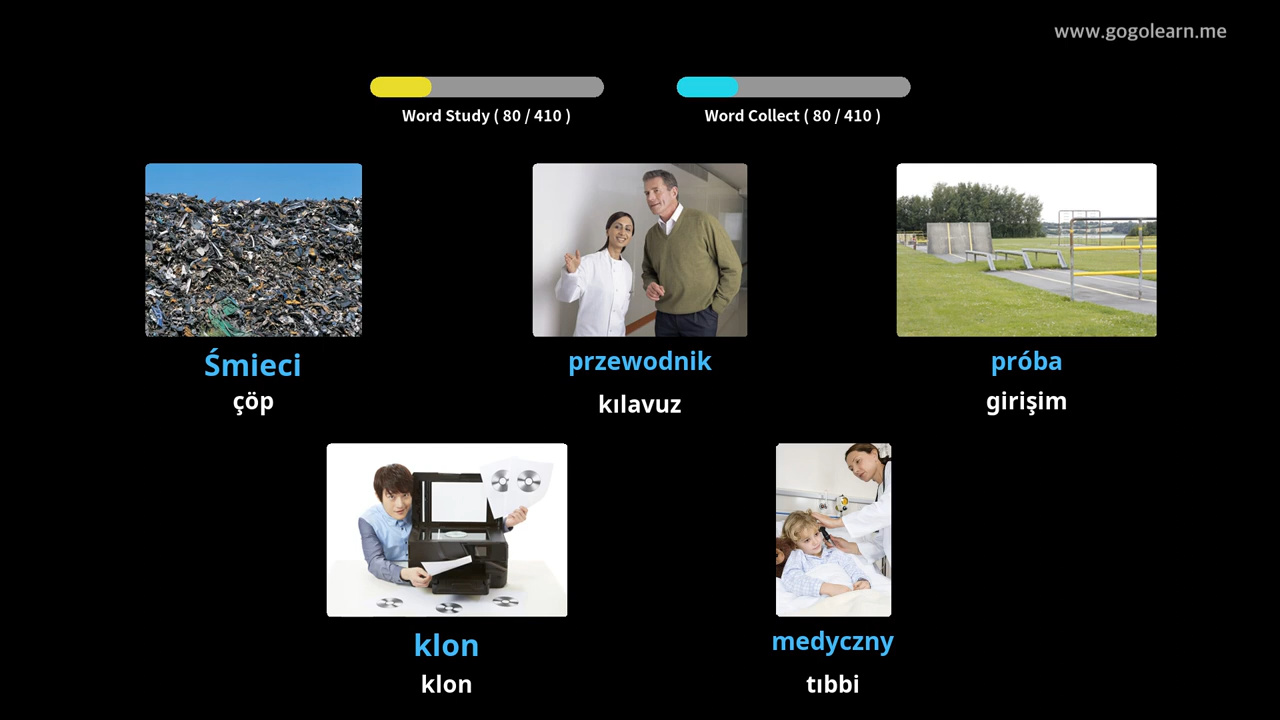 www.gogolearn.me
Word Study ( 80 / 410 )
Word Collect ( 80 / 410 )
Śmieci
çöp
przewodnik
kılavuz
próba
girişim
klon
klon
medyczny
tıbbi